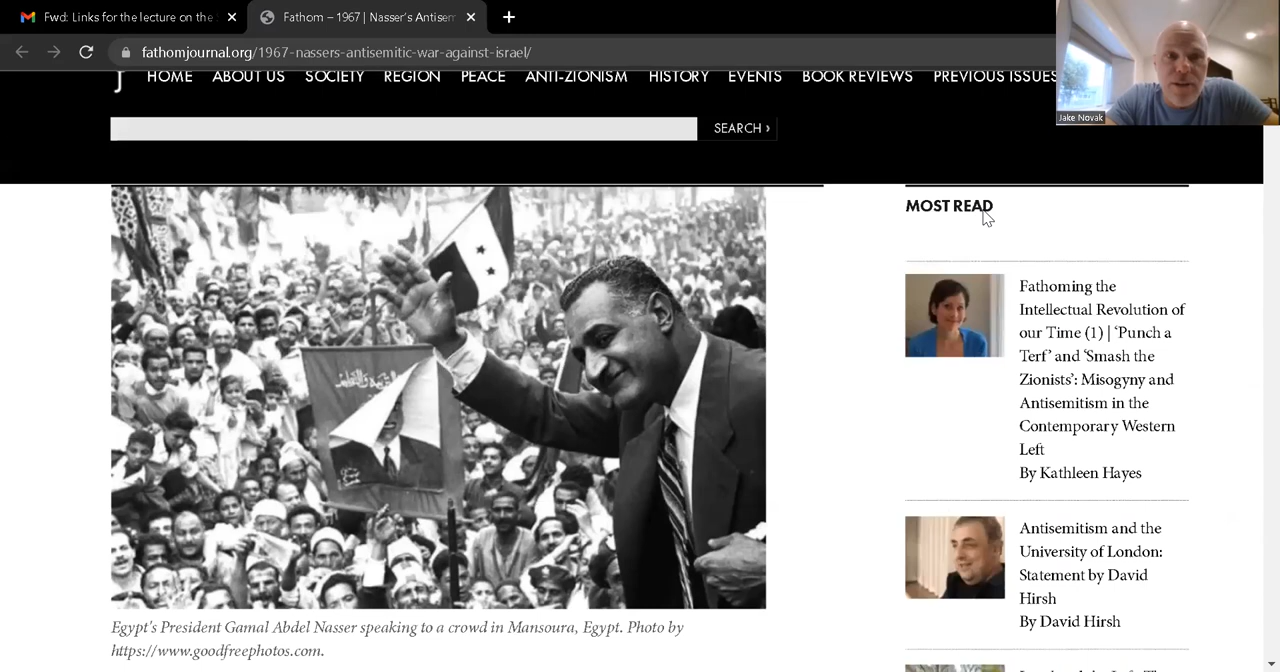 Fwd: Links for the lecture on the
Fathom – 1967 | Nasser's Antisem
fathomjournal.org/1967-nassers-antisemitic-war-against-israel/
Jake Novak
HOME ABOUT US SOCIETY REGION PEACE ANTI-ZIONISM HISTORY EVENTS BOOK REVIEWS PREVIOUS ISSUES
SEARCH ›
MOST READ
Fathoming the
Intellectual Revolution of
our Time (1) | ‘Punch a
Terf’ and ‘Smash the
Zionists’: Misogyny and
Antisemitism in the
Contemporary Western
Left
By Kathleen Hayes
Antisemitism and the
University of London:
Statement by David
Hirsh
By David Hirsh
Egypt's President Gamal Abdel Nasser speaking to a crowd in Mansoura, Egypt. Photo by
https://www.goodfreephotos.com.